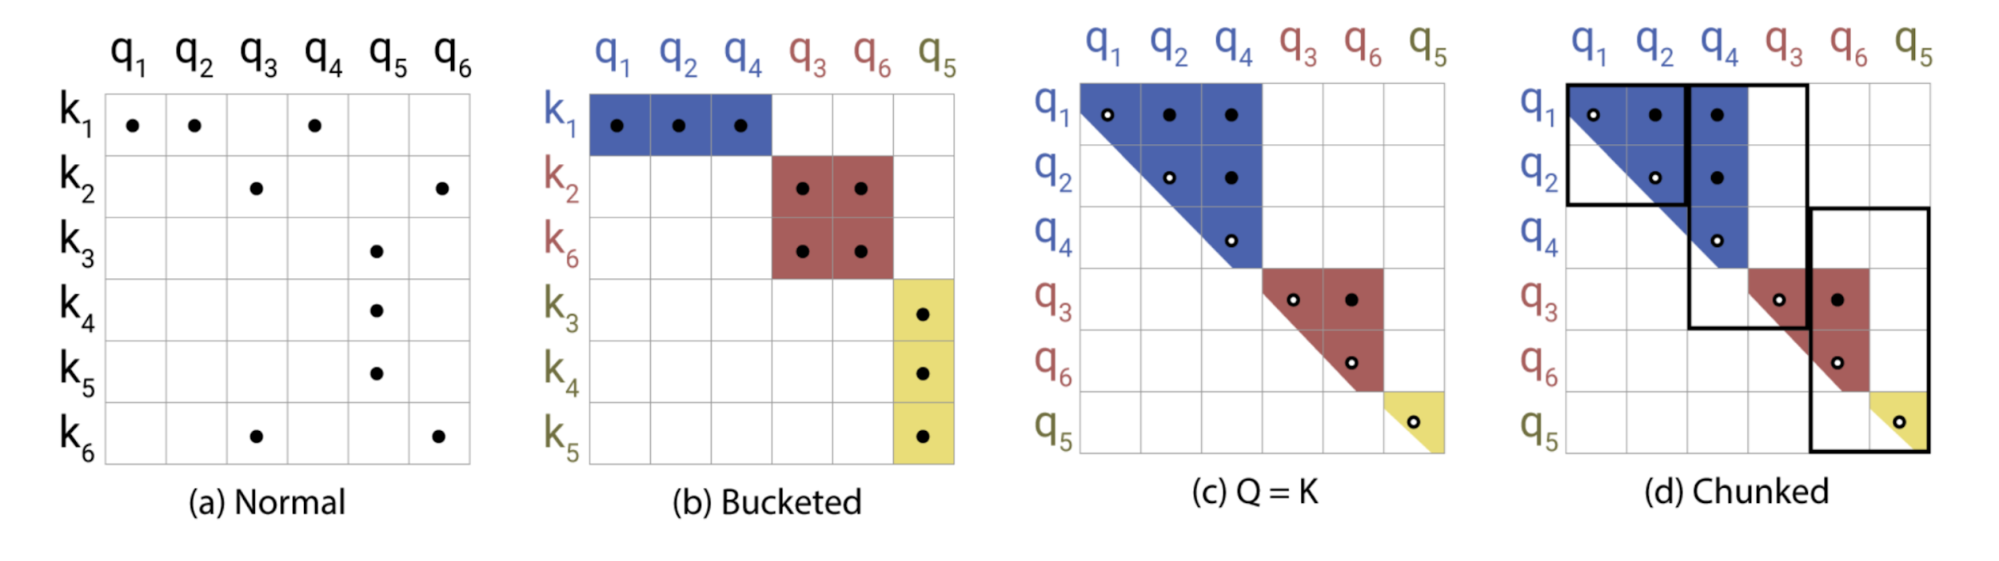 q1 q2 q3 q4 q5 q6
k1
k2
k3
k4
k5
k6
(a) Normal
q1 q2 q4 q3 q6 q5
k1
k2
k6
k3
k4
k5
(b) Bucketed
q1 q2 q4 q3 q6 q5
q1
q2
q4
q3
q6
q5
(c) Q = K
q1 q2 q4 q3 q6 q5
q1
q2
q4
q3
q6
q5
(d) Chunked